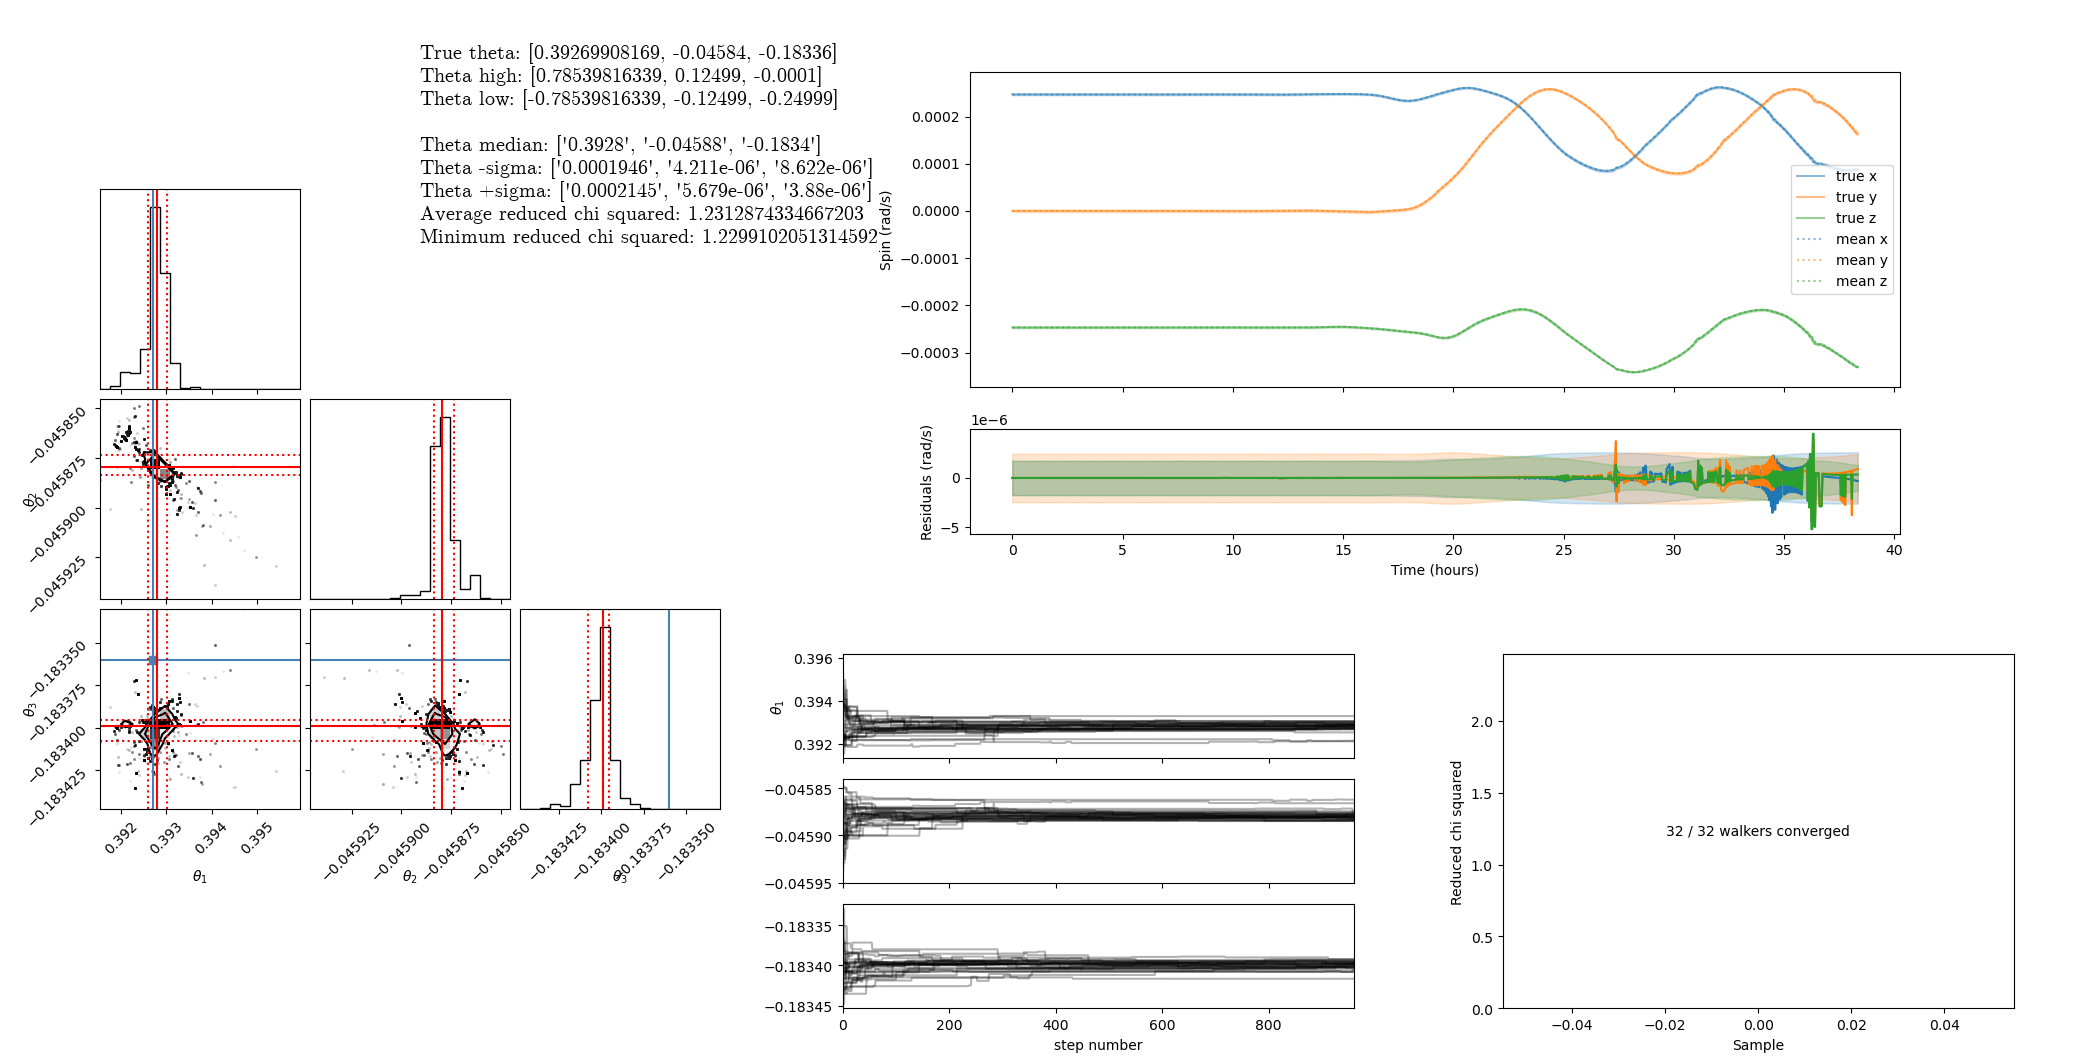 True theta: [0.39269908169, -0.04584, -0.18336]
Theta high: [0.78539816339, 0.12499, -0.0001]
Theta low: [-0.78539816339, -0.12499, -0.24999]
Theta median: ['0.3928', '-0.04588', '-0.1834']
Theta -sigma: ['0.0001946', '4.211e-06', '8.622e-06']
Theta +sigma: ['0.0002145', '5.679e-06', '3.88e-06']
Average reduced chi squared: 1.2312874334667203
Minimum reduced chi squared: 1.2299102051314592
Spin (rad/s)
0.0002
0.0001
0.0000
−0.0001
−0.0002
−0.0003
true x
true y
true z
mean x
mean y
mean z
1e−6
Residuals (rad/s)
0
−5
0 5 10 15 20 25 30 35 40
Time (hours)
θ2
−0.045850
−0.045875
−0.045900
−0.045925
θ3
−0.183350
−0.183375
−0.183400
−0.183425
0.392 0.393 0.394 0.395
θ1
−0.045925 −0.045900 −0.045875 −0.045850
θ2
−0.183425 −0.183400 −0.183375 −0.183350
θ3
θ1
0.396
0.394
0.392
−0.04585
−0.04590
−0.04595
−0.18335
−0.18340
−0.18345
0 200 400 600 800
step number
Reduced chi squared
2.0
1.5
1.0
0.5
0.0
32 / 32 walkers converged
−0.04 −0.02 0.00 0.02 0.04
Sample